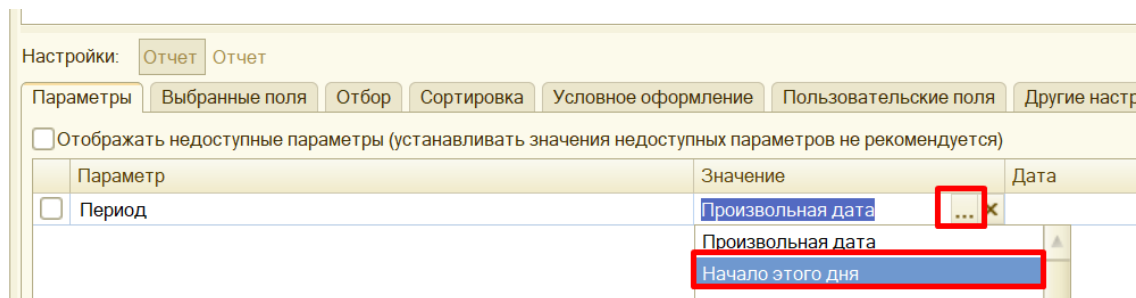 Настройки: Отчет Отчет
Параметры Выбранные поля Отбор Сортировка Условное оформление Пользовательские поля Другие настр
Отображать недоступные параметры (устанавливать значения недоступных параметров не рекомендуется)
Параметр Значение Дата
Период Произвольная дата ... ×
Произвольная дата
Начало этого дня